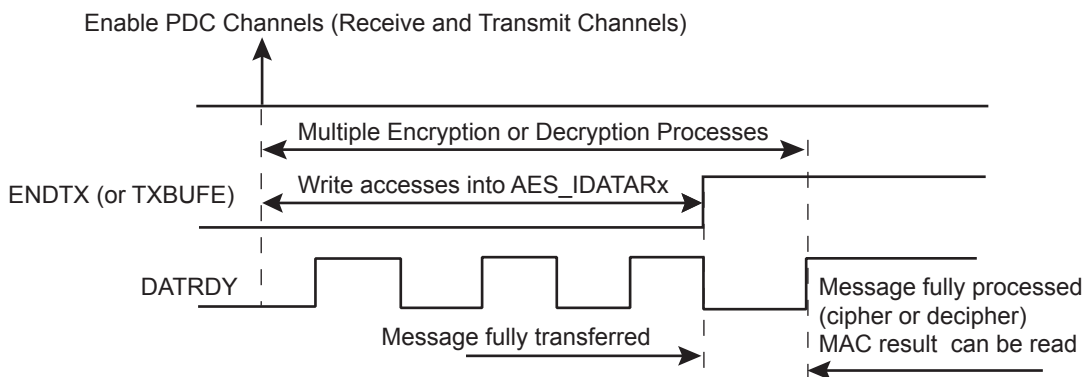 Enable PDC Channels (Receive and Transmit Channels)
Multiple Encryption or Decryption Processes
ENDTX (or TXBUFE)
Write accesses into AES_IDATARx
DATRDY
Message fully transferred
Message fully processed
(cipher or decipher)
MAC result can be read